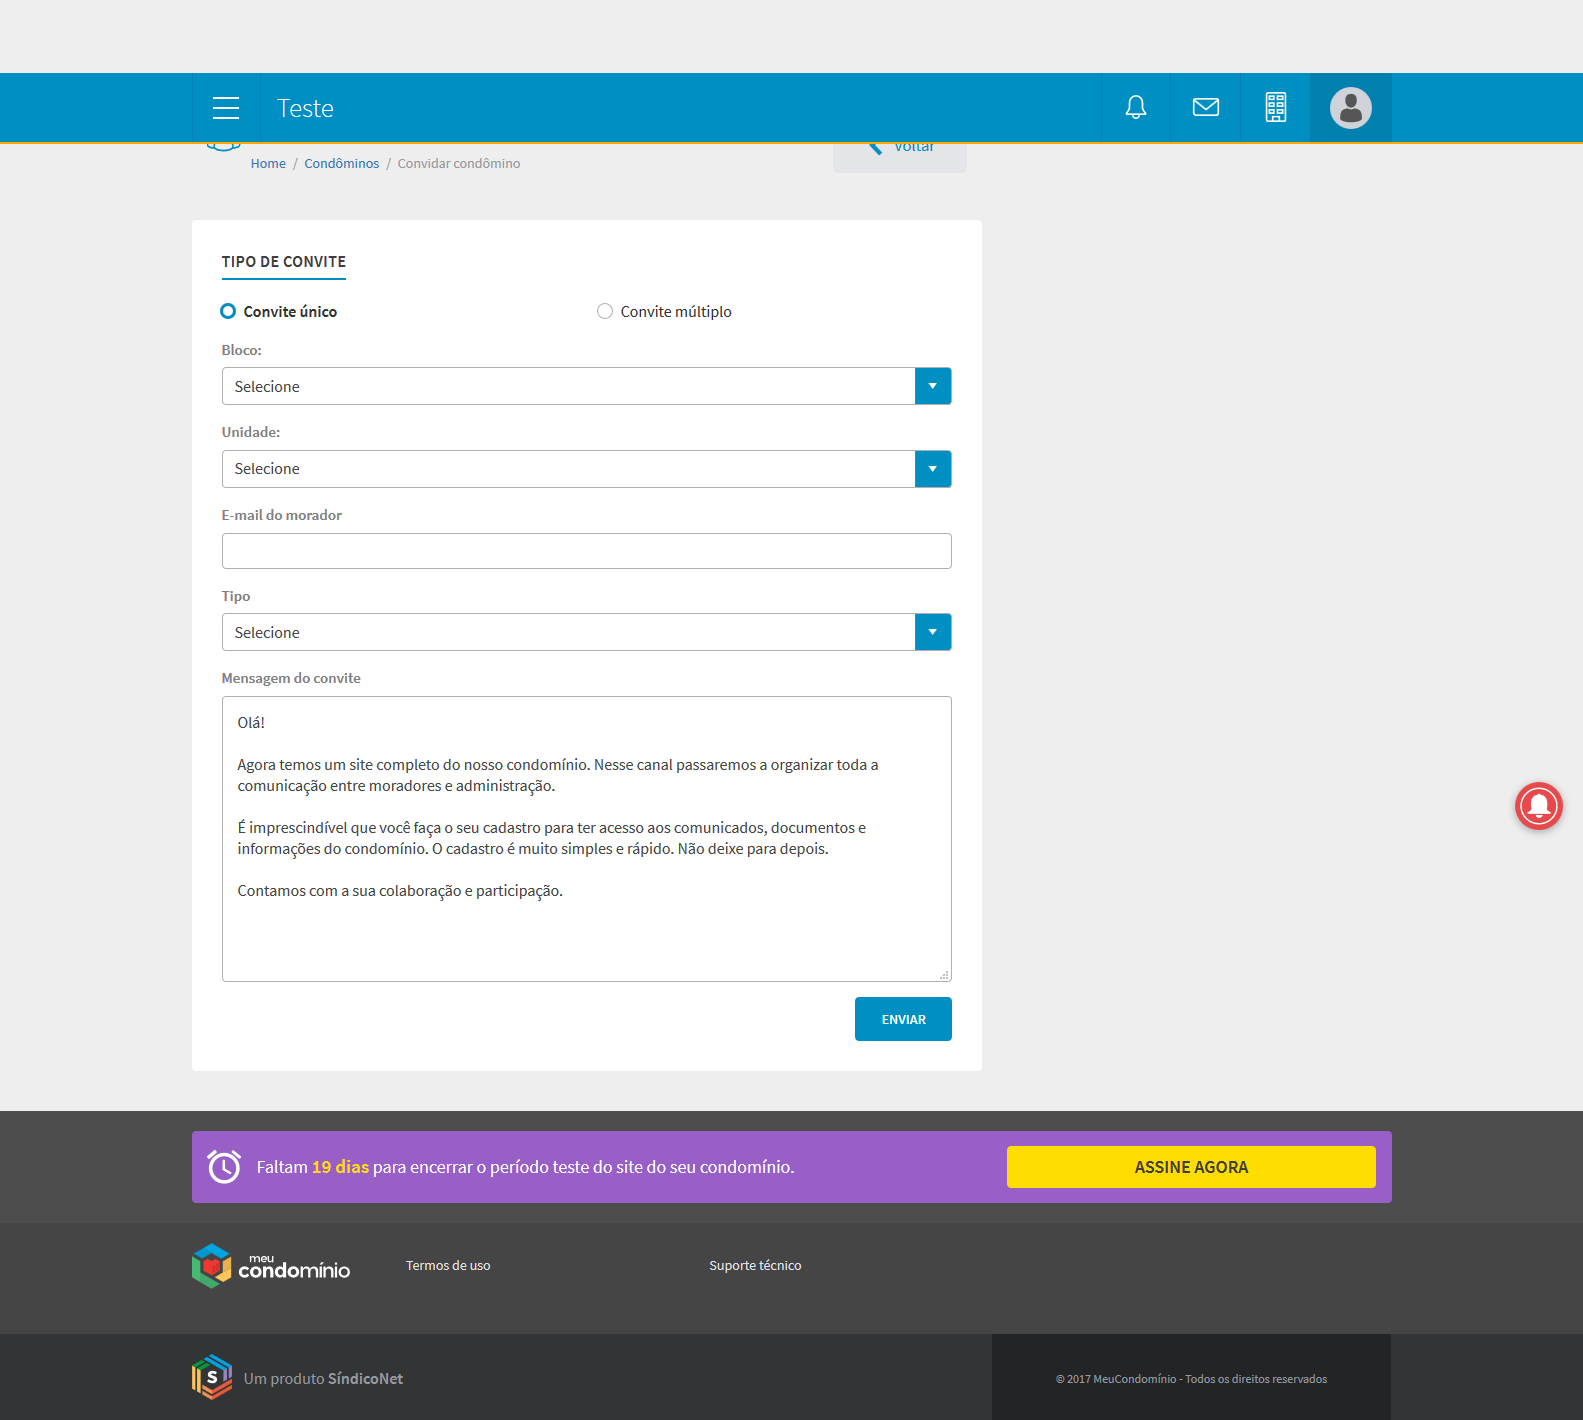 Teste
Voltar
Home / Condôminos / Convidar condômino
TIPO DE CONVITE
Convite único
Convite múltiplo
Bloco:
Selecione
Unidade:
Selecione
E-mail do morador
Tipo
Selecione
Mensagem do convite
Olá!
Agora temos um site completo do nosso condomínio. Nesse canal passaremos a organizar toda a
comunicação entre moradores e administração.
É imprescindível que você faça o seu cadastro para ter acesso aos comunicados, documentos e
informações do condomínio. O cadastro é muito simples e rápido. Não deixe para depois.
Contamos com a sua colaboração e participação.
ENVIAR
Faltam 19 dias para encerrar o período teste do site do seu condomínio.
ASSINE AGORA
meu
condomínio
Termos de uso
Suporte técnico
S
Um produto SíndicoNet
© 2017 MeuCondomínio - Todos os direitos reservados